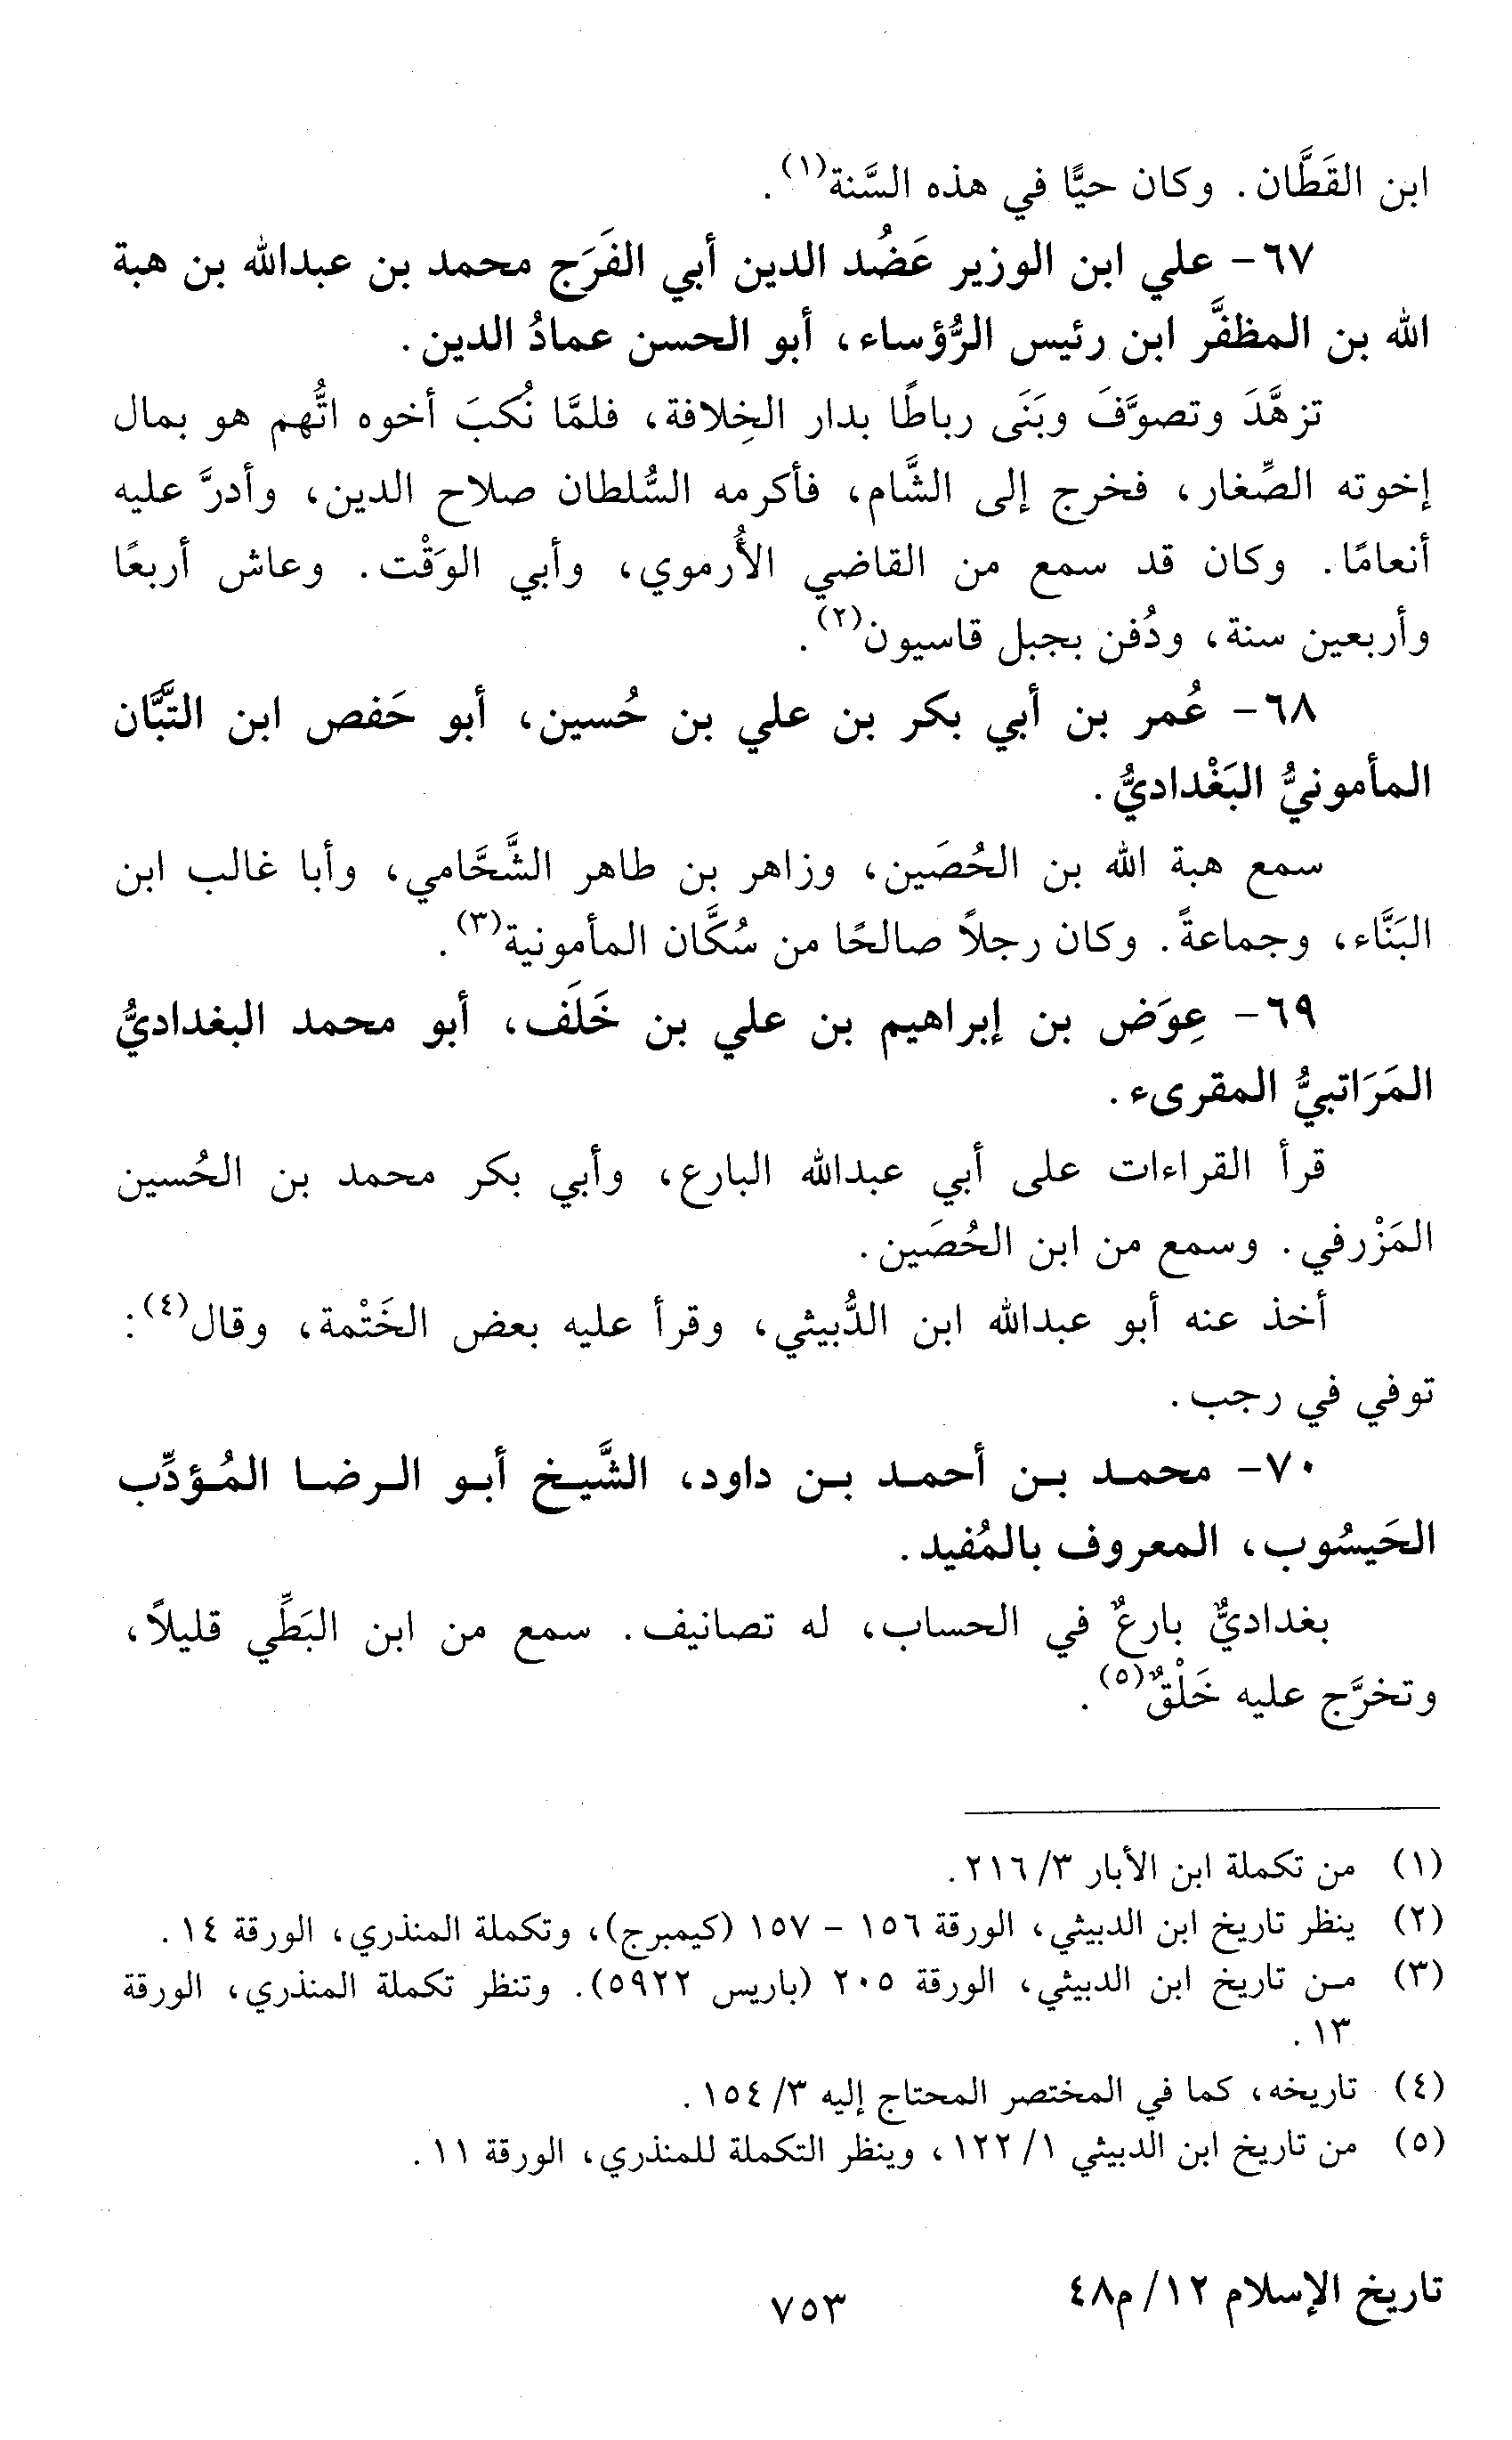 ابن القَطَّان. وكان حيًّا في هذه السَّنة(١).
٦٧- علي ابن الوزير عَضُد الدين أبي الفَرَج محمد بن عبدالله بن هبة
الله بن المظفَّر ابن رئيس الرُّؤساء، أبو الحسن عمادُ الدين.
تزهَّدَ وتصوَّفَ وبَنَى رباطًا بدار الخِلافة، فلمَّا نُكبَ أخوه اتُّهم هو بمال
إخوته الصِّغار، فخرج إلى الشَّام، فأكرمه السُّلطان صلاح الدين، وأدرَّ عليه
أنعامًا. وكان قد سمع من القاضي الأُرموي، وأبي الوَقْت. وعاش أربعًا
وأربعين سنة، ودُفن بجبل قاسيون(٢).
٦٨- عُمر بن أبي بكر بن علي بن حُسين، أبو حَفص ابن التَّبَّان
المأمونيُّ البَغْداديُّ.
سمع هبة الله بن الحُصَين، وزاهر بن طاهر الشَّحَّامي، وأبا غالب ابن
البَنَّاء، وجماعةً. وكان رجلاً صالحًا من سُكَّان المأمونية(٣).
٦٩- عِوَض بن إبراهيم بن علي بن خَلَف، أبو محمد البغداديُّ
المَرَاتبيُّ المقرىء.
قرأ القراءات على أبي عبدالله البارع، وأبي بكر محمد بن الحُسين
المَزْرفي. وسمع من ابن الحُصَين.
أخذ عنه أبو عبدالله ابن الدُّبيثي، وقرأ عليه بعض الخَتْمة، وقال(٤):
توفي في رجب.
٧٠- محمد بن أحمد بن داود، الشَّيخ أبو الرضا المُؤدِّب
الحَيسُوب، المعروف بالمُفيد.
بغداديٌّ بارعٌ في الحساب، له تصانيف. سمع من ابن البَطِّي قليلاً،
وتخرَّج عليه خَلْقٌ(٥).
(١) من تكملة ابن الأبار ٣/ ٢١٦.
(٢) ينظر تاريخ ابن الدبيثي، الورقة ١٥٦ - ١٥٧ (كيمبرج)، وتكملة المنذري، الورقة ١٤.
(٣) من تاريخ ابن الدبيثي، الورقة ٢٠٥ (باريس ٥٩٢٢). وتنظر تكملة المنذري، الورقة
١٣.
(٤) تاريخه، كما في المختصر المحتاج إليه ٣/ ١٥٤.
(٥) من تاريخ ابن الدبيثي ١/ ١٢٢، وينظر التكملة للمنذري، الورقة ١١.
تاريخ الإسلام ١٢/ م٤٨
٧٥٣